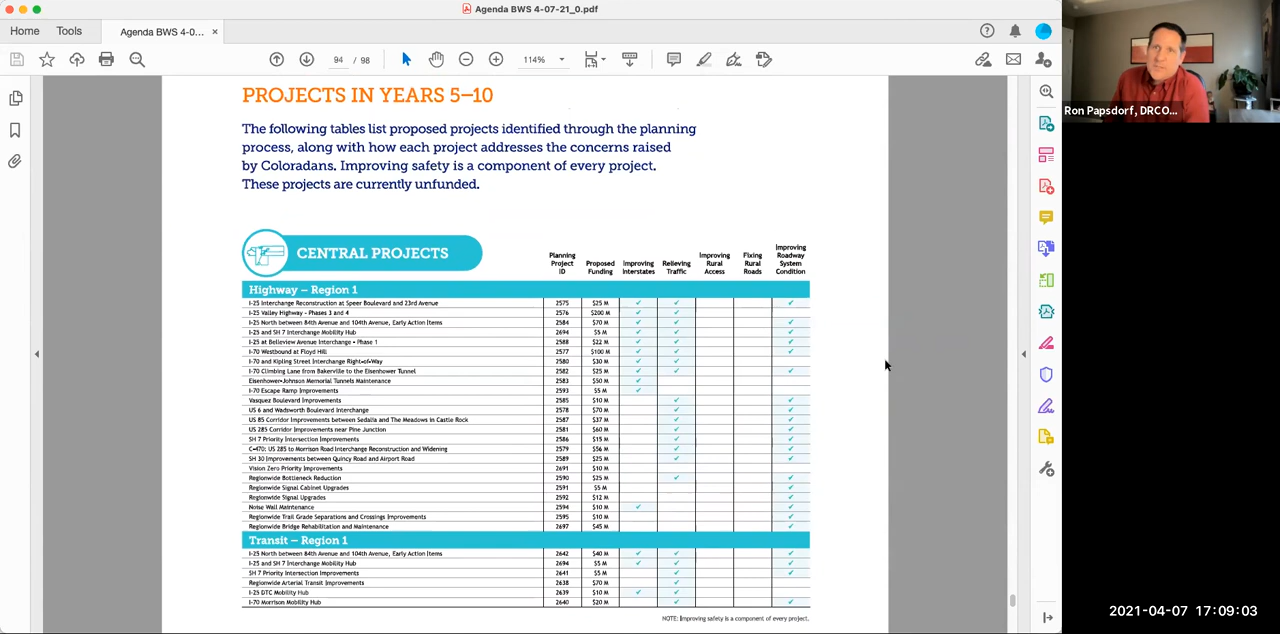 Agenda BWS 4-07-21_0.pdf
Home
Tools
Agenda BWS 4-0... ×
94 / 98
114%
Ron Papsdorf, DRCO...
PROJECTS IN YEARS 5–10
The following tables list proposed projects identified through the planning
process, along with how each project addresses the concerns raised
by Coloradans. Improving safety is a component of every project.
These projects are currently unfunded.
CENTRAL PROJECTS
Planning Project ID
Proposed Funding
Improving Interstates
Relieving Traffic
Improving Rural Access
Fixing Rural Roads
Improving Roadway System Condition
Highway – Region 1
I-25 Interchange Reconstruction at Speer Boulevard and 23rd Avenue 2575 $25 M ✓ ✓ ✓
I-25 Valley Highway - Phases 3 and 4 2576 $200 M ✓ ✓
I-25 North between 84th Avenue and 104th Avenue, Early Action Items 2584 $70 M ✓ ✓ ✓
I-25 and SH 7 Interchange Mobility Hub 2694 $5 M ✓ ✓ ✓
I-25 at Belleview Avenue Interchange - Phase 1 2588 $22 M ✓ ✓ ✓
I-70 Westbound at Floyd Hill 2577 $100 M ✓ ✓ ✓
I-70 and Kipling Street Interchange Right-of-Way 2580 $30 M ✓ ✓
I-70 Climbing Lane from Bakerville to the Eisenhower Tunnel 2582 $25 M ✓ ✓ ✓
Eisenhower-Johnson Memorial Tunnels Maintenance 2583 $50 M ✓
I-70 Escape Ramp Improvements 2593 $5 M ✓
Vasquez Boulevard Improvements 2585 $10 M ✓ ✓
US 6 and Wadsworth Boulevard Interchange 2578 $70 M ✓ ✓
US 85 Corridor Improvements between Sedalia and The Meadows in Castle Rock 2587 $37 M ✓ ✓
US 285 Corridor Improvements near Pine Junction 2581 $60 M ✓ ✓
SH 7 Priority Intersection Improvements 2586 $15 M ✓ ✓
C-470: US 285 to Morrison Road Interchange Reconstruction and Widening 2579 $56 M ✓ ✓
SH 30 Improvements between Quincy Road and Airport Road 2589 $25 M ✓ ✓
Vision Zero Priority Improvements 2691 $10 M
Regionwide Bottleneck Reduction 2590 $25 M ✓ ✓
Regionwide Signal Cabinet Upgrades 2591 $5 M ✓
Regionwide Signal Upgrades 2592 $12 M ✓
Noise Wall Maintenance 2594 $10 M ✓ ✓
Regionwide Trail Grade Separations and Crossings Improvements 2595 $10 M ✓
Regionwide Bridge Rehabilitation and Maintenance 2697 $45 M ✓
Transit – Region 1
I-25 North between 84th Avenue and 104th Avenue, Early Action Items 2642 $40 M ✓ ✓ ✓
I-25 and SH 7 Interchange Mobility Hub 2694 $5 M ✓ ✓ ✓
SH 7 Priority Intersection Improvements 2641 $5 M ✓ ✓
Regionwide Arterial Transit Improvements 2638 $70 M ✓
I-25 DTC Mobility Hub 2639 $10 M ✓ ✓
I-70 Morrison Mobility Hub 2640 $20 M ✓ ✓
NOTE: Improving safety is a component of every project.
2021-04-07 17:09:03